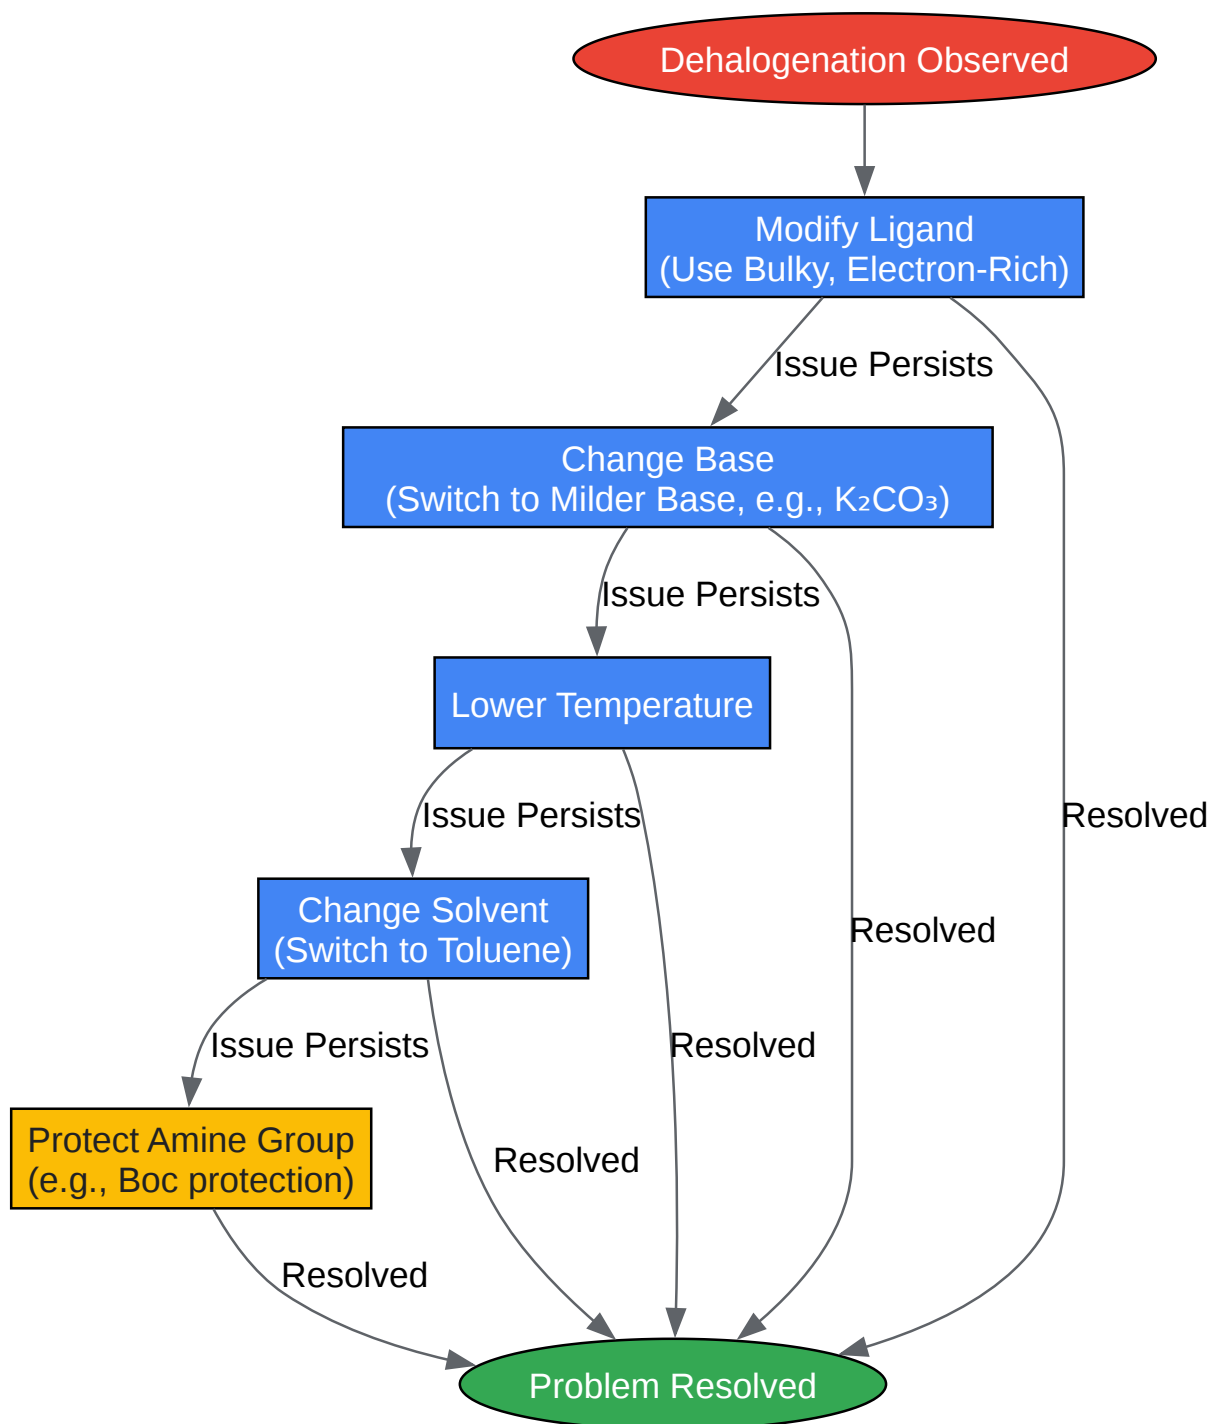 Dehalogenation Observed
Modify Ligand
(Use Bulky, Electron-Rich)
Issue Persists
Change Base
(Switch to Milder Base, e.g., K₂CO₃)
Issue Persists
Lower Temperature
Issue Persists
Resolved
Change Solvent
(Switch to Toluene)
Resolved
Issue Persists
Resolved
Protect Amine Group
(e.g., Boc protection)
Resolved
Resolved
Problem Resolved